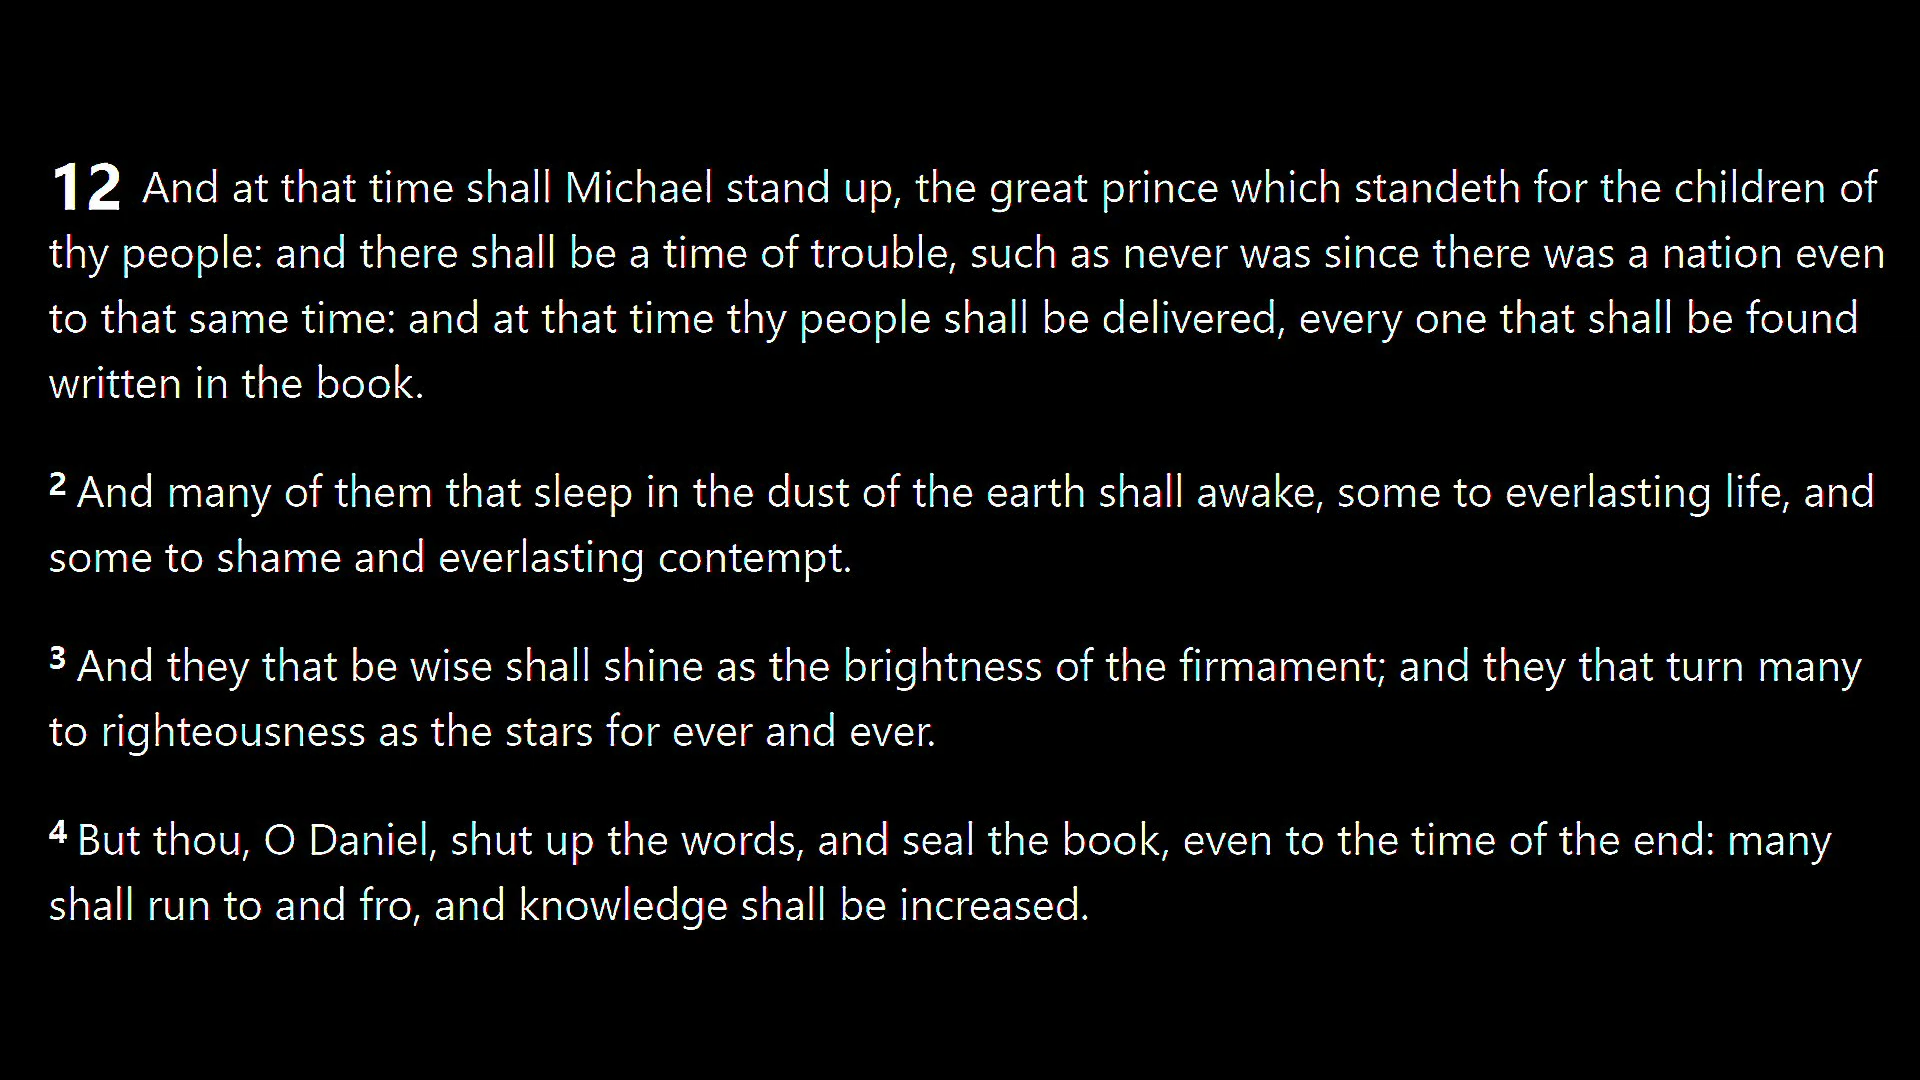 12 And at that time shall Michael stand up, the great prince which standeth for the children of
thy people: and there shall be a time of trouble, such as never was since there was a nation even
to that same time: and at that time thy people shall be delivered, every one that shall be found
written in the book.
2 And many of them that sleep in the dust of the earth shall awake, some to everlasting life, and
some to shame and everlasting contempt.
3 And they that be wise shall shine as the brightness of the firmament; and they that turn many
to righteousness as the stars for ever and ever.
4 But thou, O Daniel, shut up the words, and seal the book, even to the time of the end: many
shall run to and fro, and knowledge shall be increased.